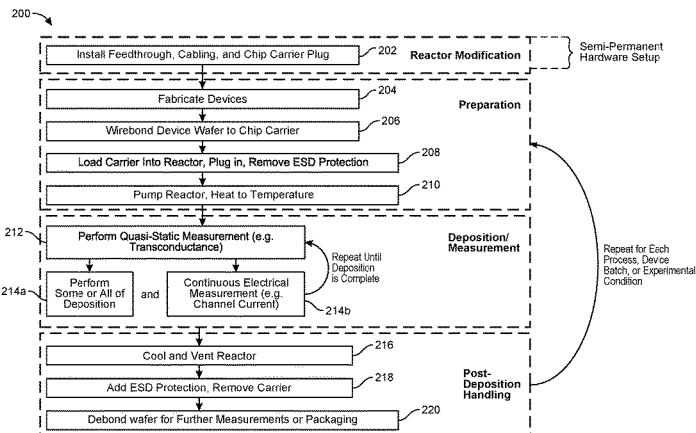 200
Install Feedthrough, Cabling, and Chip Carrier Plug
202
Reactor Modification
Semi-Permanent
Hardware Setup
Fabricate Devices
204
Preparation
Wirebond Device Wafer to Chip Carrier
206
Load Carrier Into Reactor, Plug in, Remove ESD Protection
208
Pump Reactor, Heat to Temperature
210
212
Perform Quasi-Static Measurement (e.g.
Transconductance)
Deposition/
Measurement
Repeat Until
Deposition
is Complete
214a
Perform
Some or All of
Deposition
and
Continuous Electrical
Measurement (e.g.
Channel Current)
214b
Repeat for Each
Process, Device
Batch, or Experimental
Condition
Cool and Vent Reactor
216
Add ESD Protection, Remove Carrier
218
Post-
Deposition
Handling
Debond wafer for Further Measurements or Packaging
220